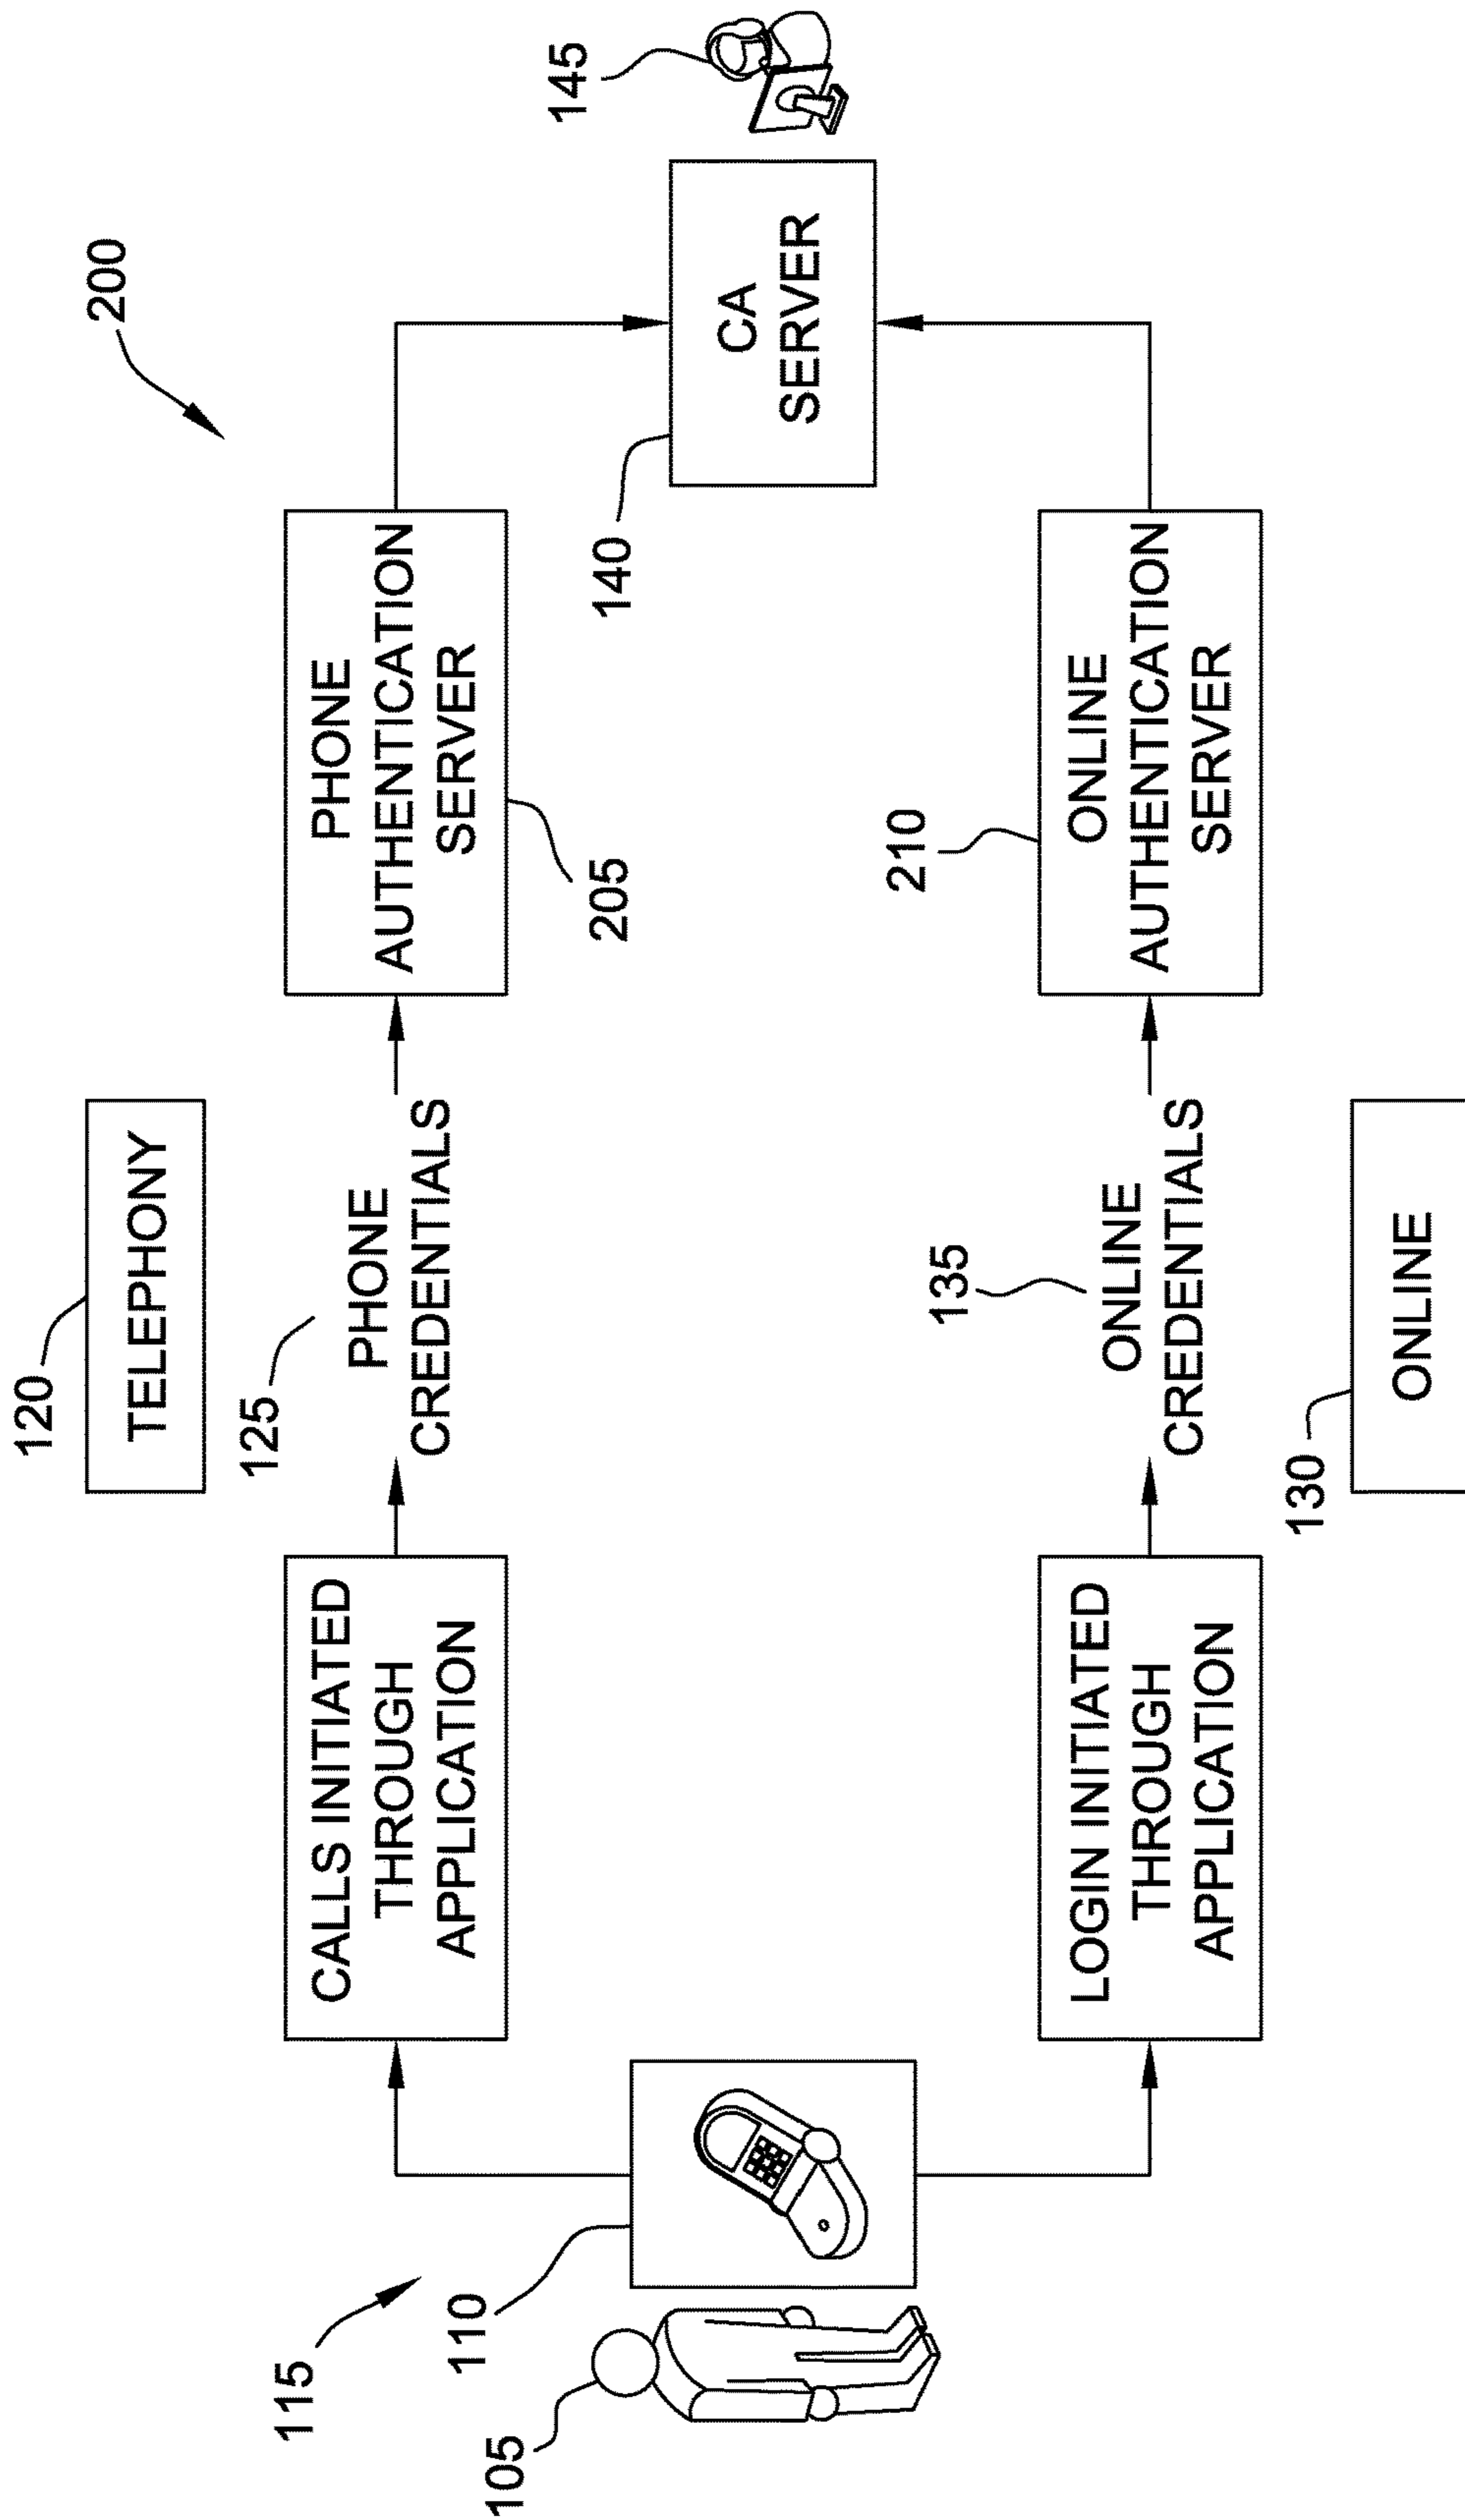 200
120
TELEPHONY
125
115
CALLS INITIATED
THROUGH
APPLICATION
PHONE
CREDENTIALS
PHONE
AUTHENTICATION
SERVER
205
110
105
140
CA
SERVER
145
135
210
LOGIN INITIATED
THROUGH
APPLICATION
ONLINE
CREDENTIALS
ONLINE
AUTHENTICATION
SERVER
130
ONLINE